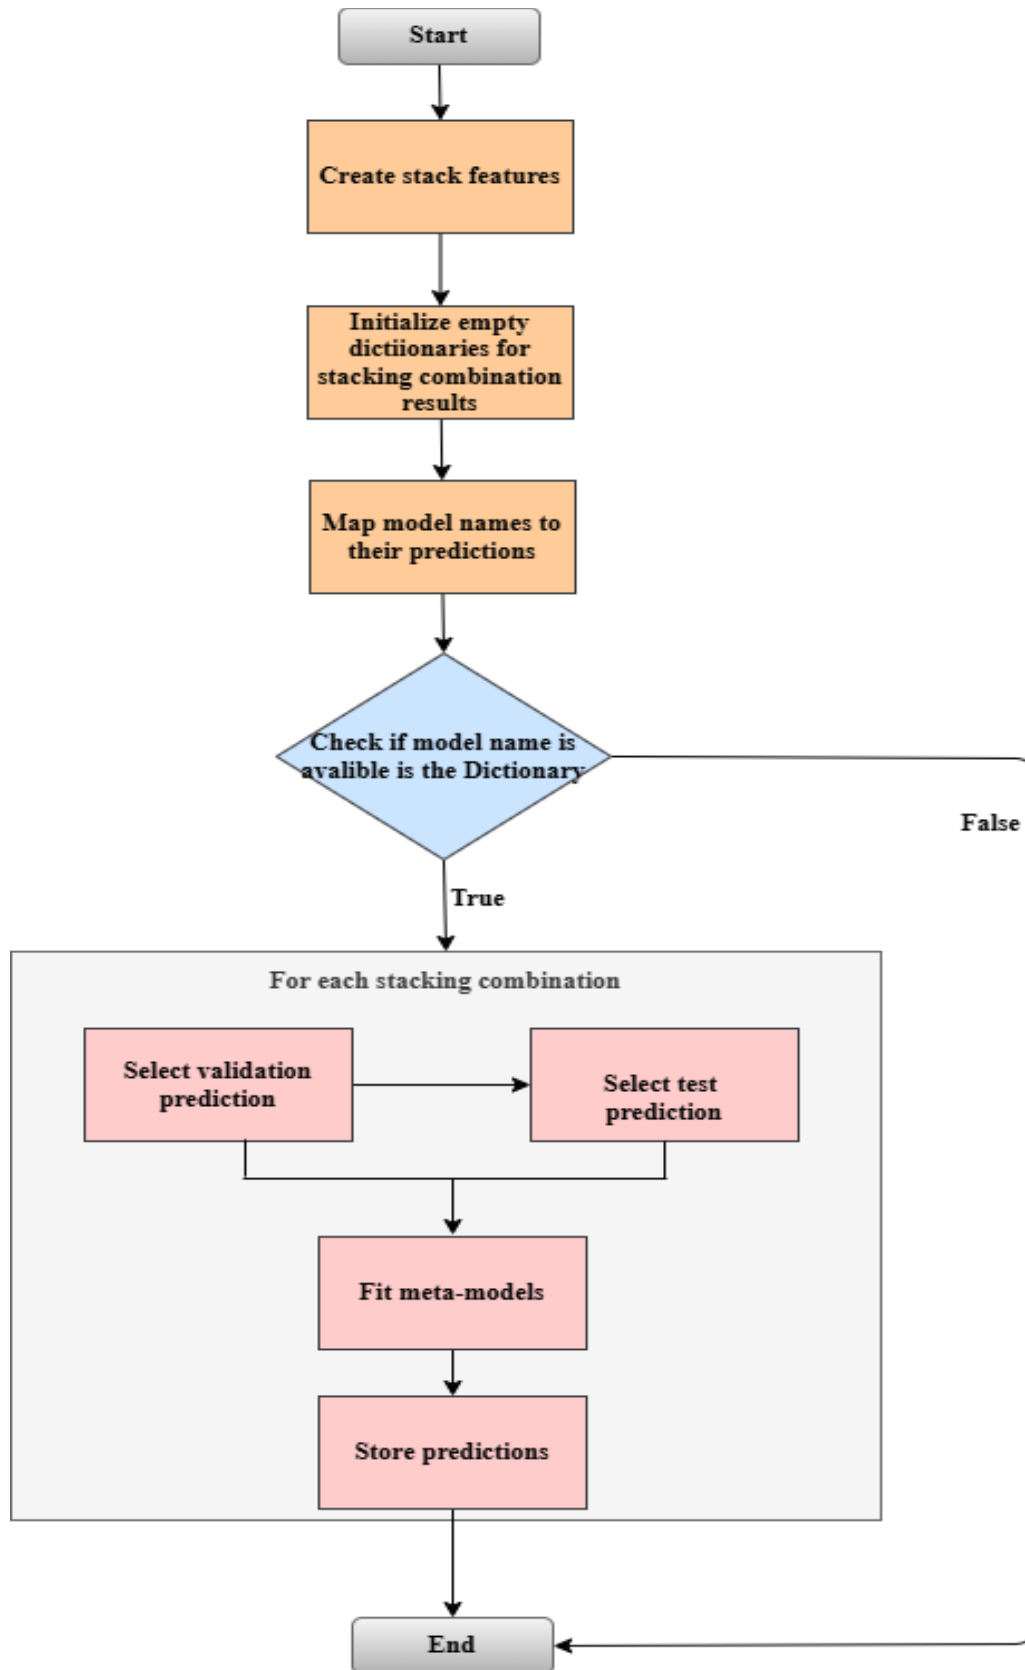 Start
Create stack features
Initialize empty
dictiionaries for
stacking combination
results
Map model names to
their predictions
Check if model name is
avalible is the Dictionary
False
True
For each stacking combination
Select validation
prediction
Select test
prediction
Fit meta-models
Store predictions
End